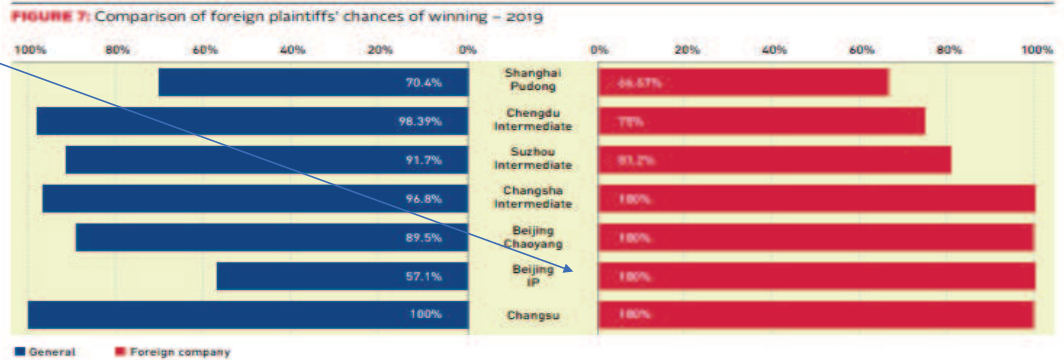 FIGURE 7: Comparison of foreign plaintiffs' chances of winning – 2019
100% 80% 60% 40% 20% 0% 0% 20% 40% 60% 80% 100%
70.4% Shanghai Pudong 66.67%
98.39% Chengdu Intermediate 75%
91.7% Suzhou Intermediate 81.2%
96.8% Changsha Intermediate 100%
89.5% Beijing Chaoyang 100%
57.1% Beijing IP 100%
100% Changsu 100%
General Foreign company